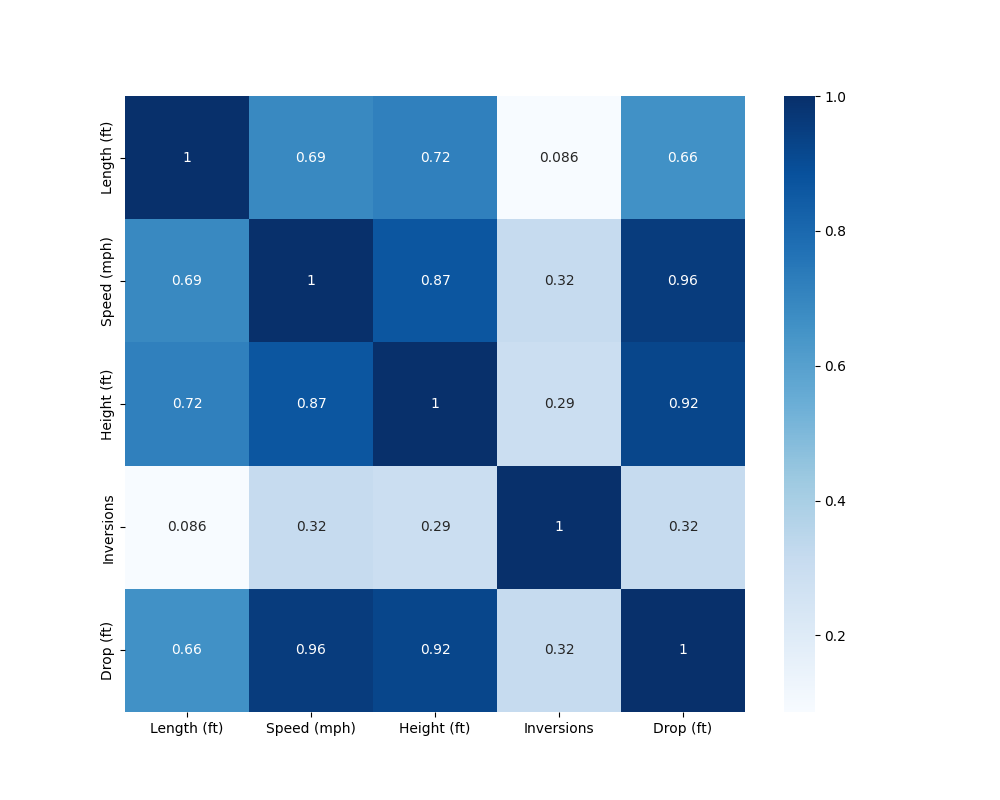 Length (ft) 1 0.69 0.72 0.086 0.66
Speed (mph) 0.69 1 0.87 0.32 0.96
Height (ft) 0.72 0.87 1 0.29 0.92
Inversions 0.086 0.32 0.29 1 0.32
Drop (ft) 0.66 0.96 0.92 0.32 1
Length (ft) Speed (mph) Height (ft) Inversions Drop (ft)
1.0
0.8
0.6
0.4
0.2